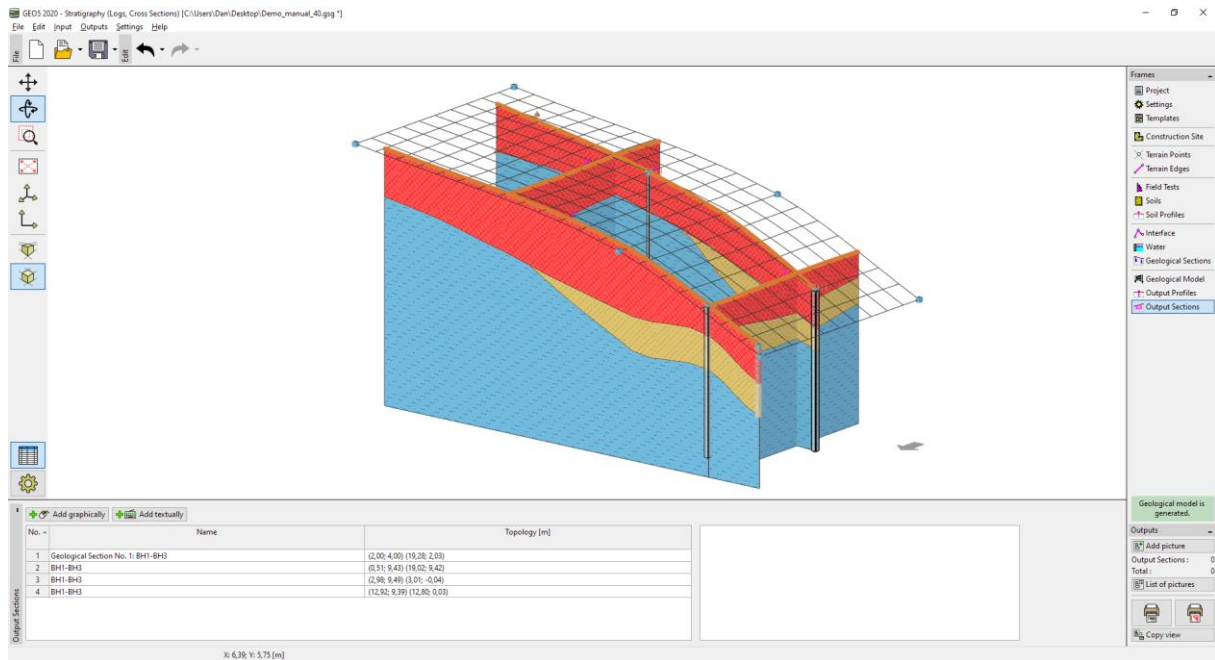 GEO5 2020 - Stratigraphy (Logs, Cross Sections) [C:\Users\Dan\Desktop\Demo_manual_40.gsg *]
File Edit Input Outputs Settings Help
File
Edit
Frames
Project
Settings
Templates
Construction Site
Terrain Points
Terrain Edges
Field Tests
Soils
Soil Profiles
Interface
Water
Geological Sections
Geological Model
Output Profiles
Output Sections
Geological model is
generated.
Outputs
Add picture
Output Sections : 0
Total : 0
List of pictures
Copy view
Output Sections
Add graphically Add textually
No. Name Topology [m]
1 Geological Section No. 1: BH1-BH3 (2,00; 4,00) (19,28; 2,03)
2 BH1-BH3 (0,51; 9,43) (19,02; 9,42)
3 BH1-BH3 (2,98; 9,49) (3,01; -0,04)
4 BH1-BH3 (12,92; 9,39) (12,80; 0,03)
X: 6,39; Y: 5,75 [m]